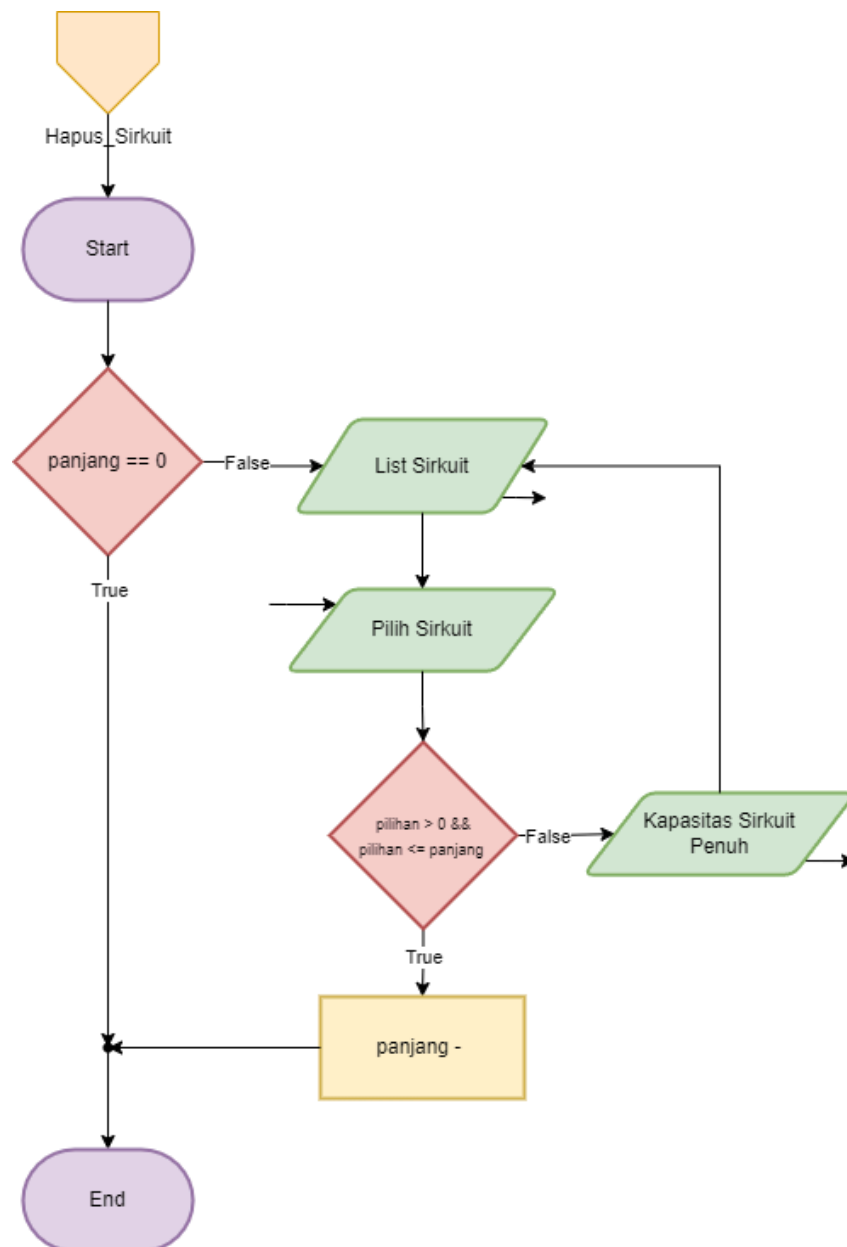 Hapus_Sirkuit
Start
panjang == 0
False
List Sirkuit
True
Pilih Sirkuit
pilihan > 0 &&
pilihan <= panjang
False
Kapasitas Sirkuit
Penuh
True
panjang -
End